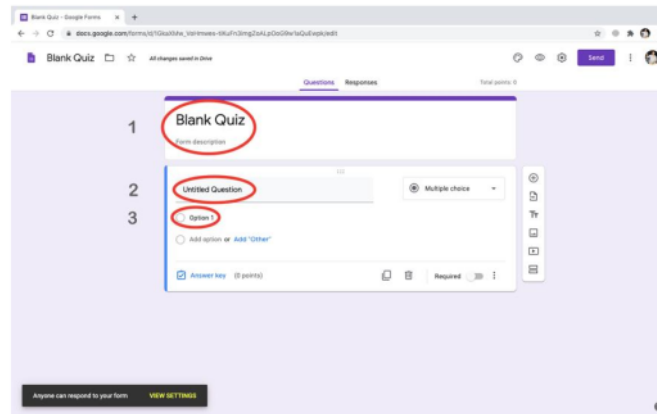 Blank Quiz - Google Forms
Blank Quiz
All changes saved in Drive
Send
Questions Responses
Total points: 0
1
Blank Quiz
Form description
2
Untitled Question
Multiple choice
3
Option 1
Add option or Add "Other"
Tт
Answer key (0 points)
Required
Anyone can respond to your form VIEW SETTINGS